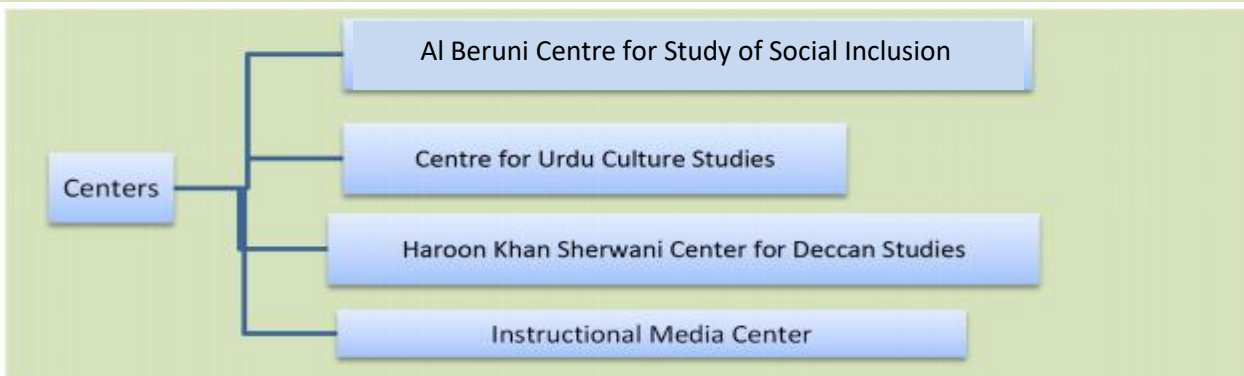 Al Beruni Centre for Study of Social Inclusion
Centre for Urdu Culture Studies
Centers
Haroon Khan Sherwani Center for Deccan Studies
Instructional Media Center